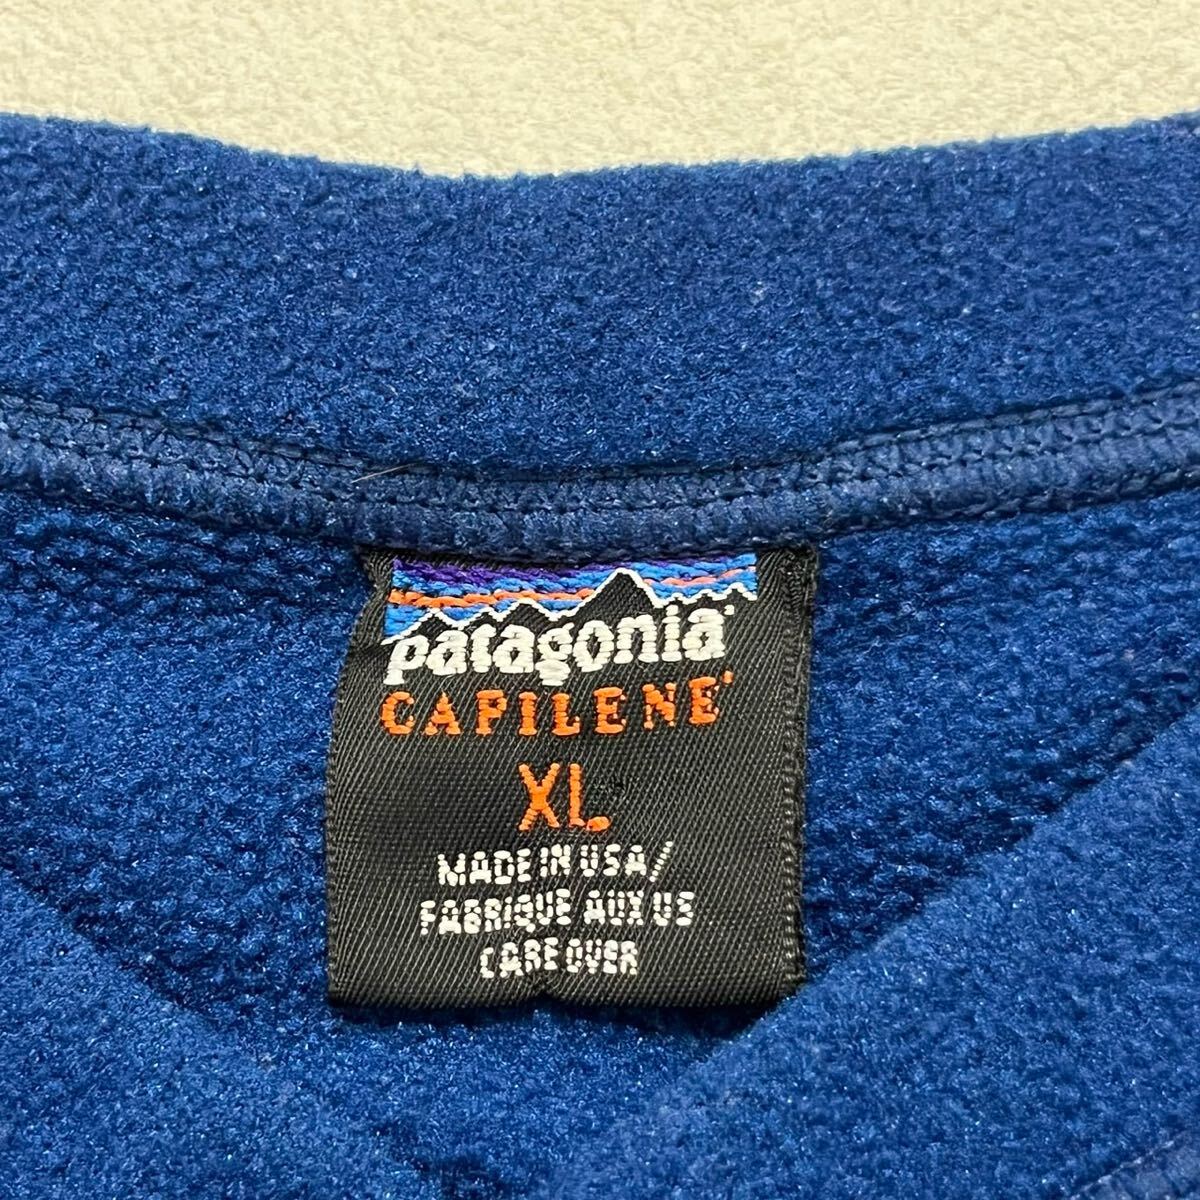 patagonia®
CAPILENE®
XL
MADE IN USA/
FABRIQUE AUX US
CARE OVER